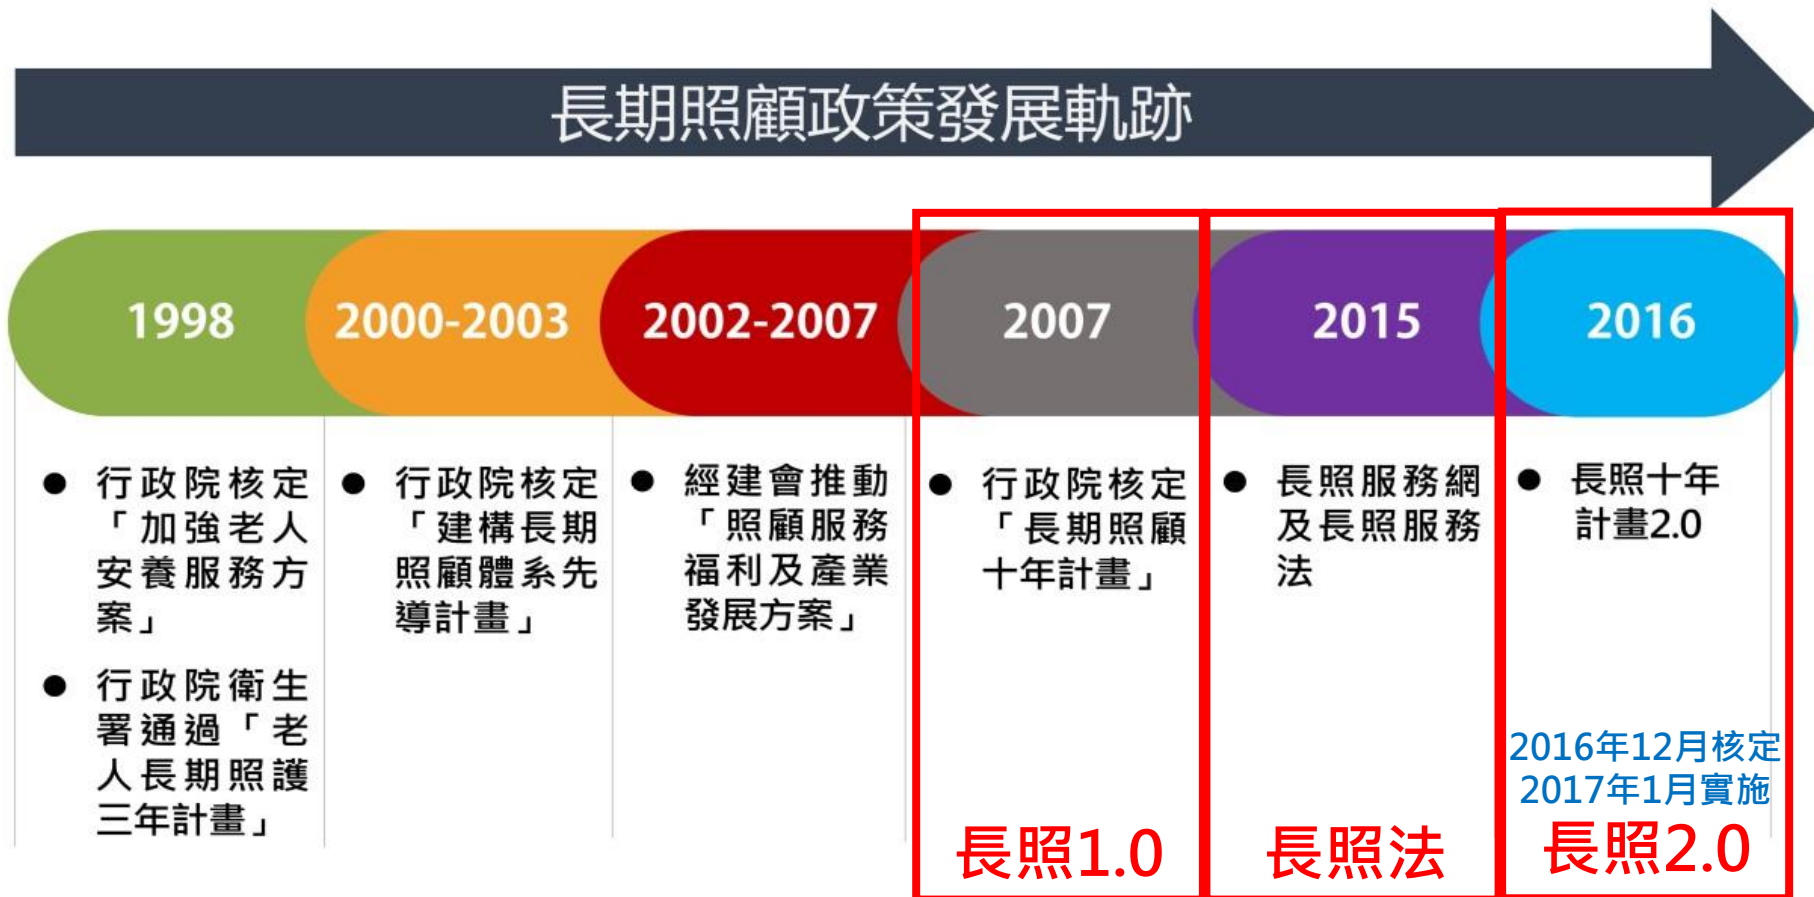 長期照顧政策發展軌跡
1998
2000-2003
2002-2007
2007
2015
2016
● 行政院核定
「加強老人
安養服務方
案」
● 行政院衛生
署通過「老
人長期照護
三年計畫」
● 行政院核定
「建構長期
照顧體系先
導計畫」
● 經建會推動
「照顧服務
福利及產業
發展方案」
● 行政院核定
「長期照顧
十年計畫」
長照1.0
● 長照服務網
及長照服務
法
長照法
● 長照十年
計畫2.0
2016年12月核定
2017年1月實施
長照2.0